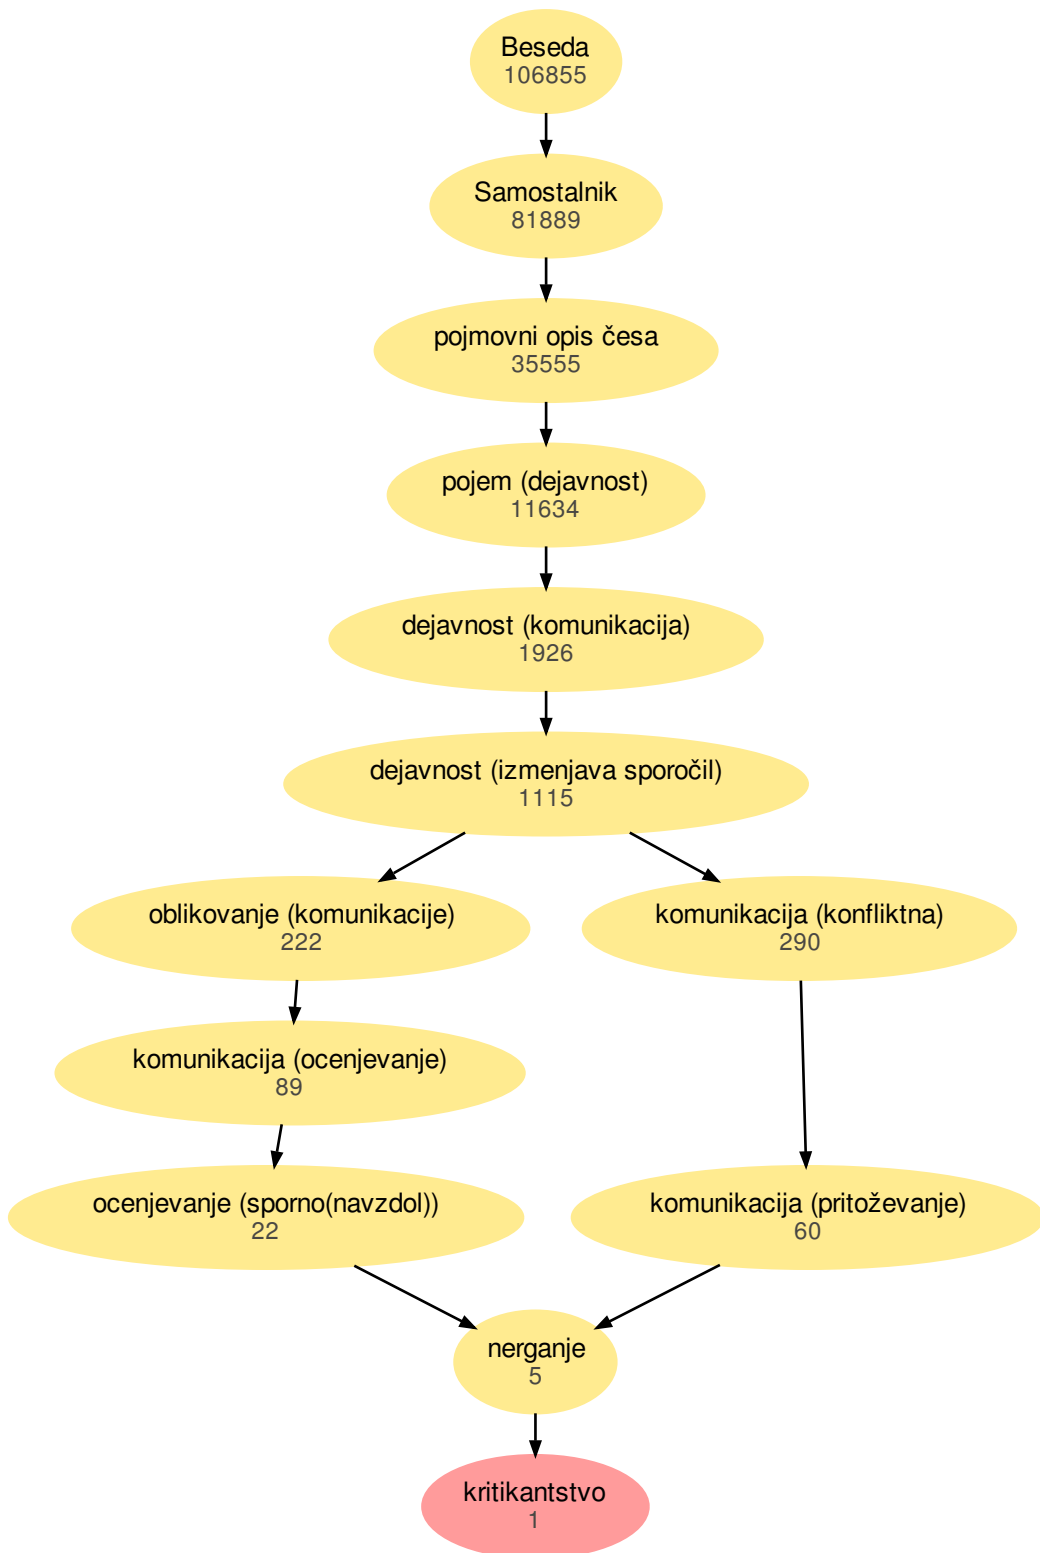 Beseda
106855
Samostalnik
81889
pojmovni opis česa
35555
pojem (dejavnost)
11634
dejavnost (komunikacija)
1926
dejavnost (izmenjava sporočil)
1115
oblikovanje (komunikacije)
222
komunikacija (konfliktna)
290
komunikacija (ocenjevanje)
89
ocenjevanje (sporno(navzdol))
22
komunikacija (pritoževanje)
60
nerganje
5
kritikantstvo
1